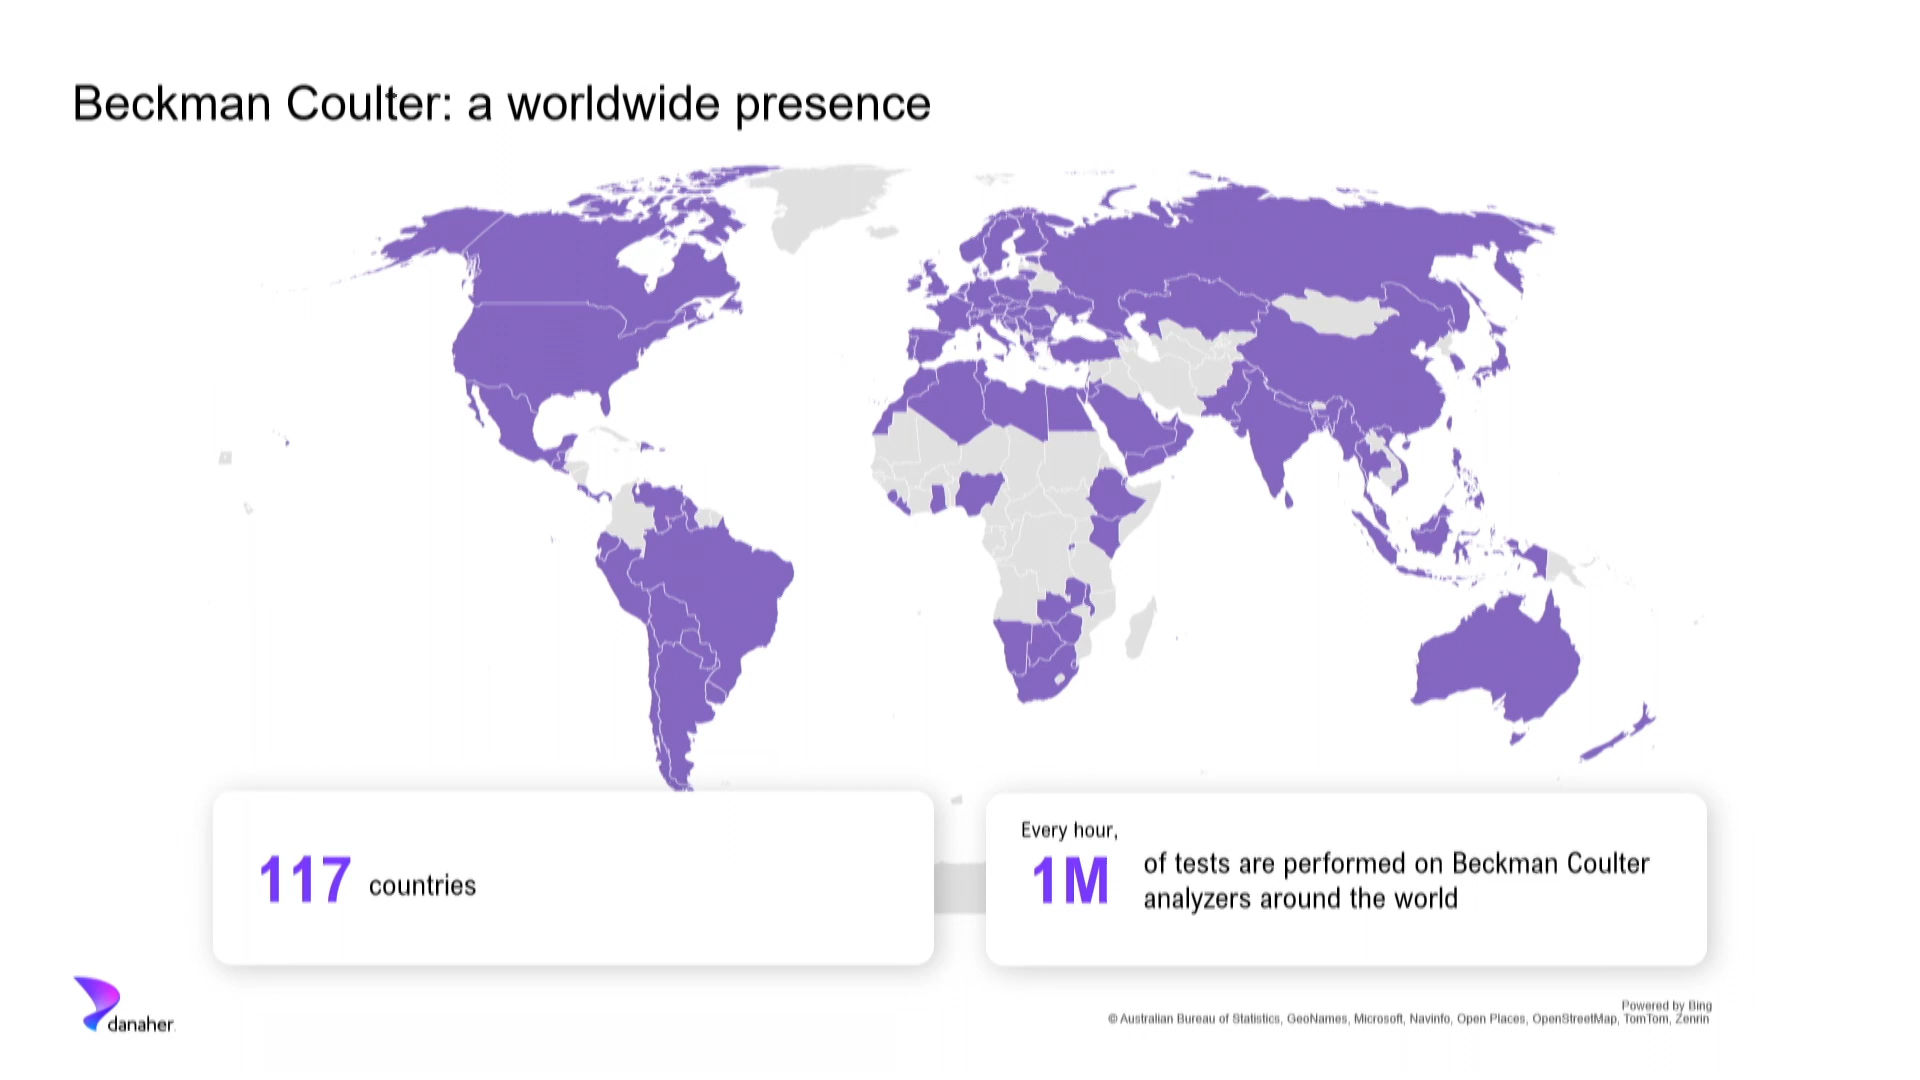 Beckman Coulter: a worldwide presence
117 countries
Every hour,
1M of tests are performed on Beckman Coulter
analyzers around the world
danaher.
Powered by Bing
© Australian Bureau of Statistics, GeoNames, Microsoft, Navinfo, Open Places, OpenStreetMap, TomTom, Zenrin